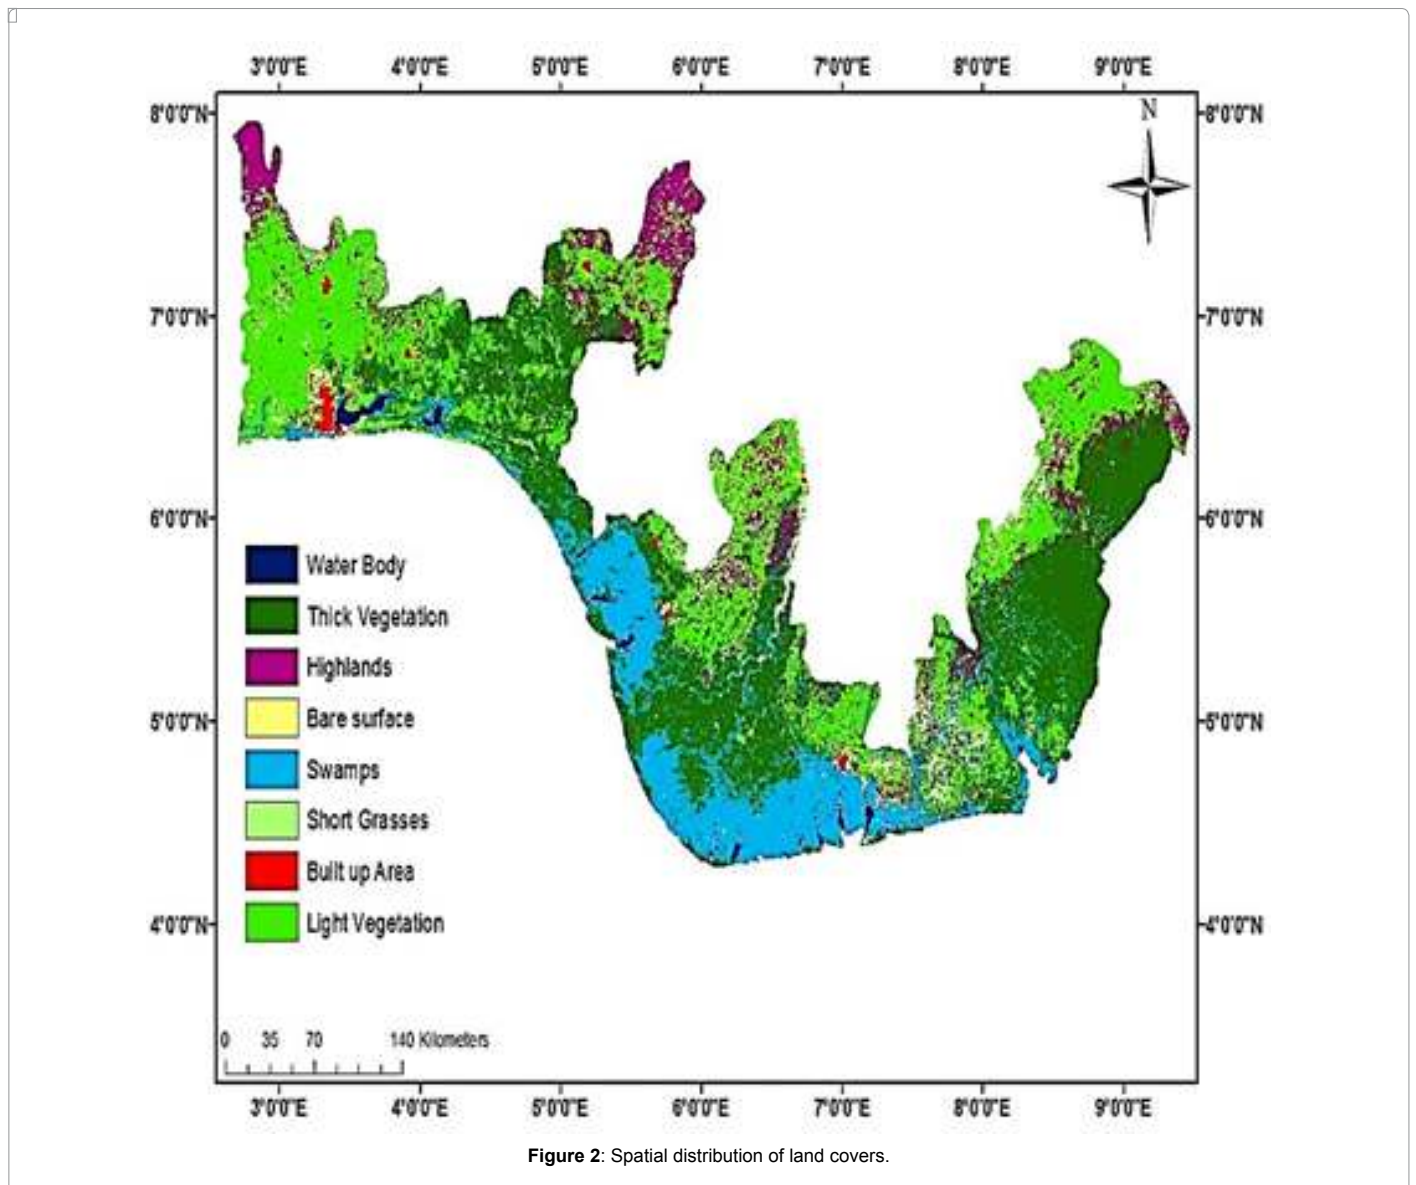 3°0'0"E 4°0'0"E 5°0'0"E 6°0'0"E 7°0'0"E 8°0'0"E 9°0'0"E
8°0'0"N 8°0'0"N
N
7°0'0"N 7°0'0"N
6°0'0"N 6°0'0"N
Water Body
Thick Vegetation
Highlands
Bare surface
5°0'0"N 5°0'0"N
Swamps
Short Grasses
Built up Area
Light Vegetation
4°0'0"N 4°0'0"N
0 35 70 140 Kilometers
3°0'0"E 4°0'0"E 5°0'0"E 6°0'0"E 7°0'0"E 8°0'0"E 9°0'0"E
Figure 2: Spatial distribution of land covers.